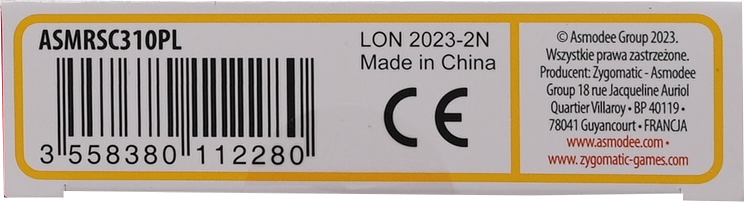 ASMRSC310PL
3 558380 112280
LON 2023-2N
Made in China
CE
© Asmodee Group 2023.
Wszystkie prawa zastrzeżone.
Producent: Zygomatic - Asmodee
Group 18 rue Jacqueline Auriol
Quartier Villaroy • BP 40119 •
78041 Guyancourt • FRANCJA
www.asmodee.com •
www.zygomatic-games.com